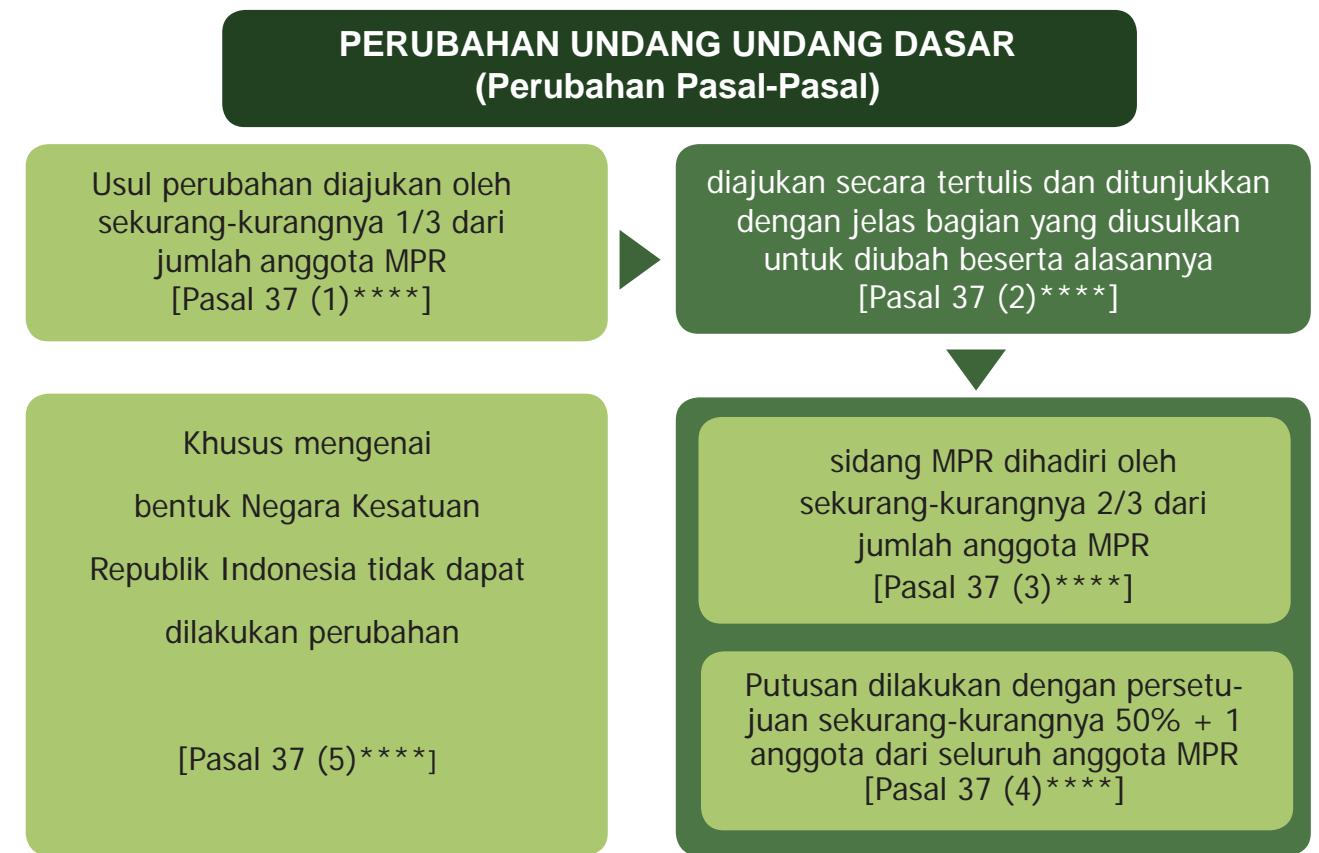 PERUBAHAN UNDANG UNDANG DASAR
(Perubahan Pasal-Pasal)
Usul perubahan diajukan oleh
sekurang-kurangnya 1/3 dari
jumlah anggota MPR
[Pasal 37 (1)****]
diajukan secara tertulis dan ditunjukkan
dengan jelas bagian yang diusulkan
untuk diubah beserta alasannya
[Pasal 37 (2)****]
Khusus mengenai
bentuk Negara Kesatuan
Republik Indonesia tidak dapat
dilakukan perubahan
[Pasal 37 (5)****]
sidang MPR dihadiri oleh
sekurang-kurangnya 2/3 dari
jumlah anggota MPR
[Pasal 37 (3)****]
Putusan dilakukan dengan persetu-
juan sekurang-kurangnya 50% + 1
anggota dari seluruh anggota MPR
[Pasal 37 (4)****]